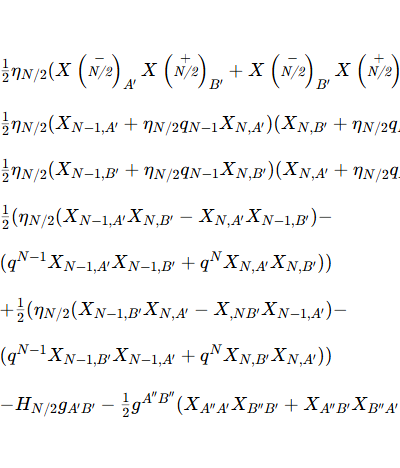 ½η_{N/2}(X(^{−}_{N/2})_{A′} X(^{+}_{N/2})_{B′} + X(^{−}_{N/2})_{B′} X(^{+}_{N/2})
½η_{N/2}(X_{N−1,A′} + η_{N/2}q_{N−1}X_{N,A′})(X_{N,B′} + η_{N/2}q
½η_{N/2}(X_{N−1,B′} + η_{N/2}q_{N−1}X_{N,B′})(X_{N,A′} + η_{N/2}q
½(η_{N/2}(X_{N−1,A′}X_{N,B′} − X_{N,A′}X_{N−1,B′})−
(q^{N−1}X_{N−1,A′}X_{N−1,B′} + q^{N}X_{N,A′}X_{N,B′}))
+½(η_{N/2}(X_{N−1,B′}X_{N,A′} − X_{,NB′}X_{N−1,A′})−
(q^{N−1}X_{N−1,B′}X_{N−1,A′} + q^{N}X_{N,B′}X_{N,A′}))
−H_{N/2}g_{A′B′} − ½g^{A″B″}(X_{A″A′}X_{B″B′} + X_{A″B′}X_{B″A′}